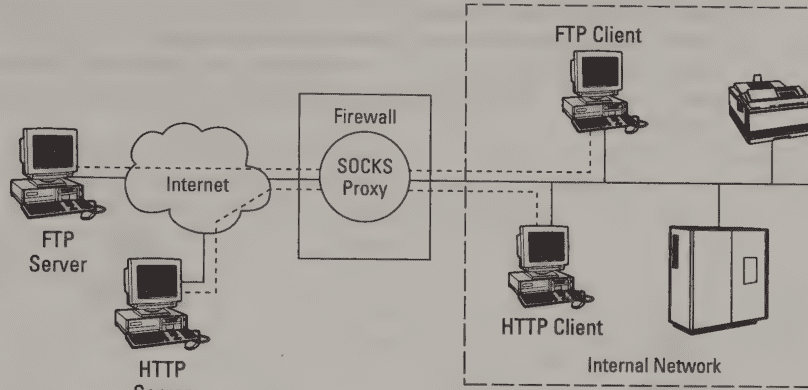 FTP Client
Firewall
SOCKS
Proxy
Internet
FTP
Server
HTTP Client
HTTP
Internal Network